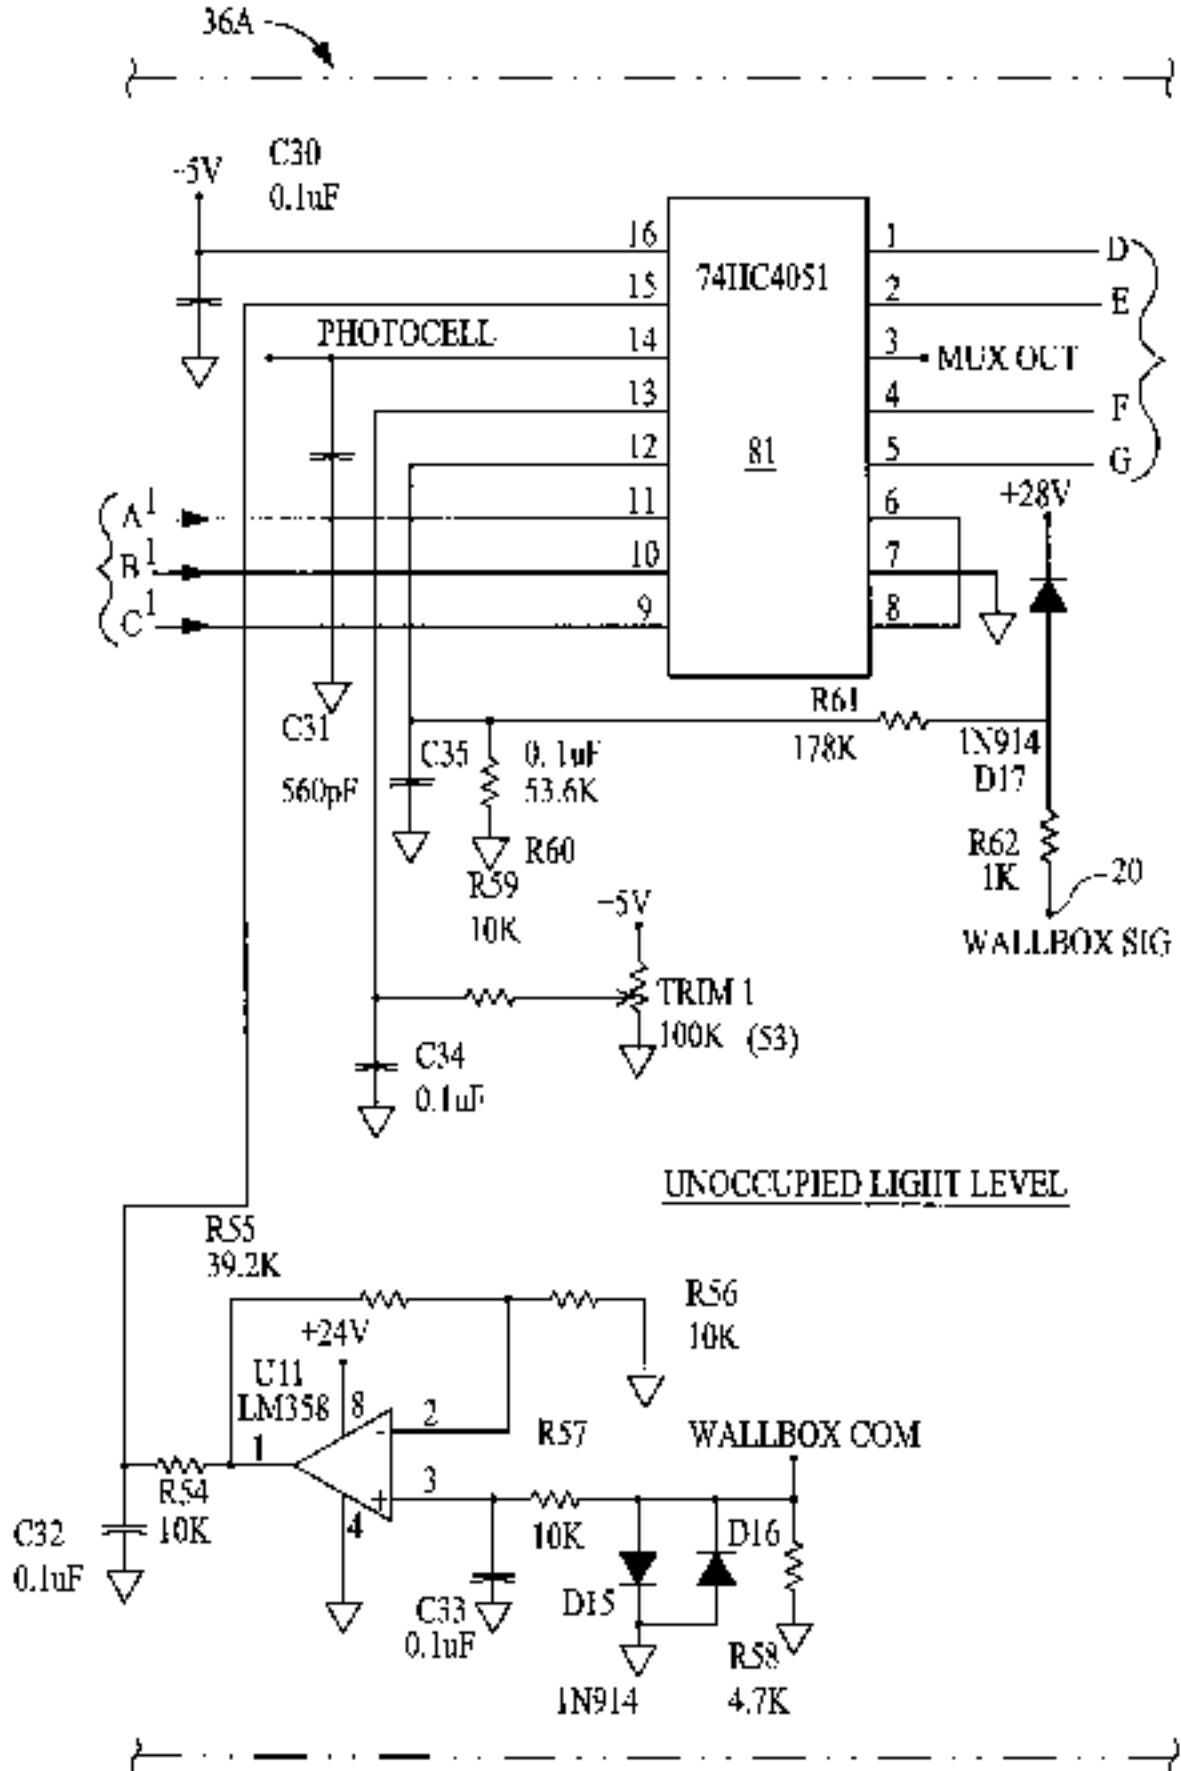 36A
C30
-5V
0.1uF
16
1
D
74HC4051
15
2
E
PHOTOCELL
14
3
MUX OUT
13
4
F
12
81
5
G
+28V
A1
11
6
B1
10
7
C1
9
8
R61
178K
1N914
D17
C31
560pF
C35
0.1uF
53.6K
R60
R59
10K
R62
1K
20
WALLBOX SIG
-5V
TRIM 1
100K (53)
C34
0.1uF
UNOCCUPIED LIGHT LEVEL
R55
39.2K
R56
10K
+24V
U11
LM358
8
2
-
R57
WALLBOX COM
1
3
+
R54
10K
4
10K
D16
C32
0.1uF
D15
C33
0.1uF
R58
4.7K
1N914